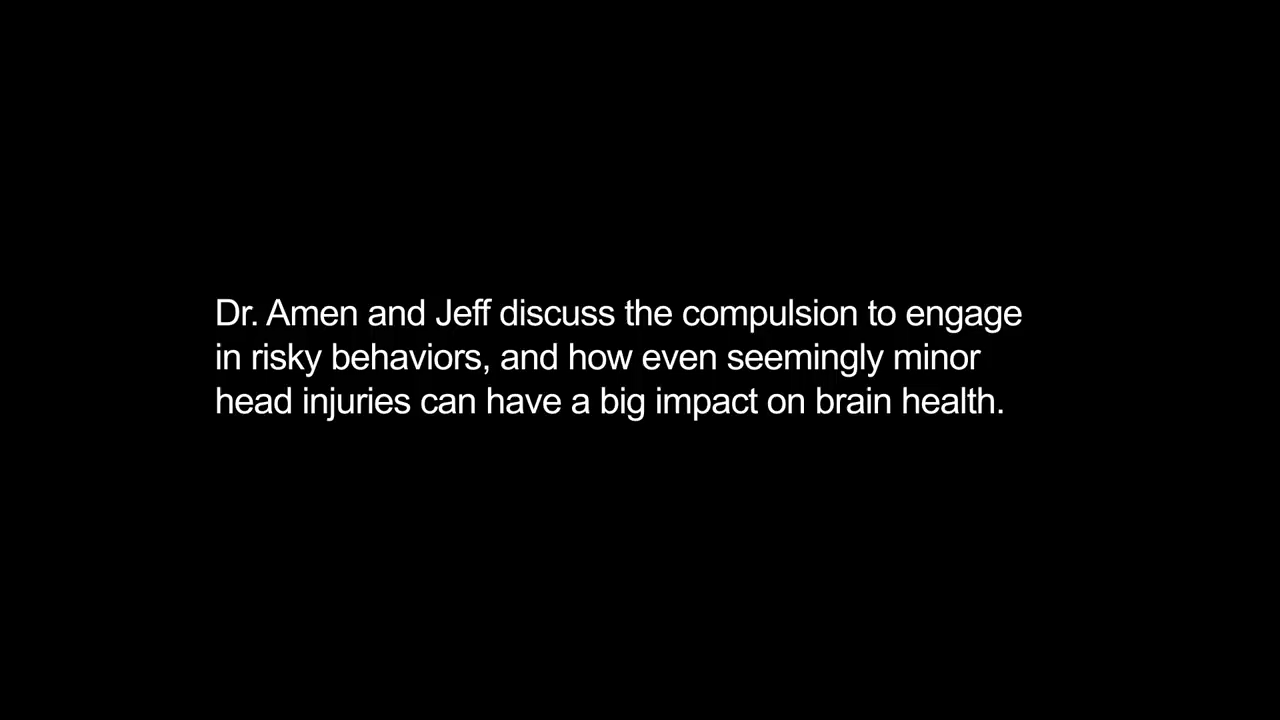 Dr. Amen and Jeff discuss the compulsion to engage
in risky behaviors, and how even seemingly minor
head injuries can have a big impact on brain health.